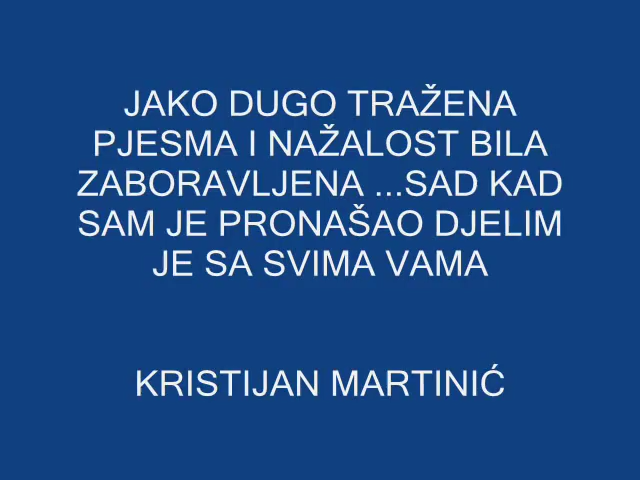 JAKO DUGO TRAŽENA
PJESMA I NAŽALOST BILA
ZABORAVLJENA ...SAD KAD
SAM JE PRONAŠAO DJELIM
JE SA SVIMA VAMA
KRISTIJAN MARTINIĆ